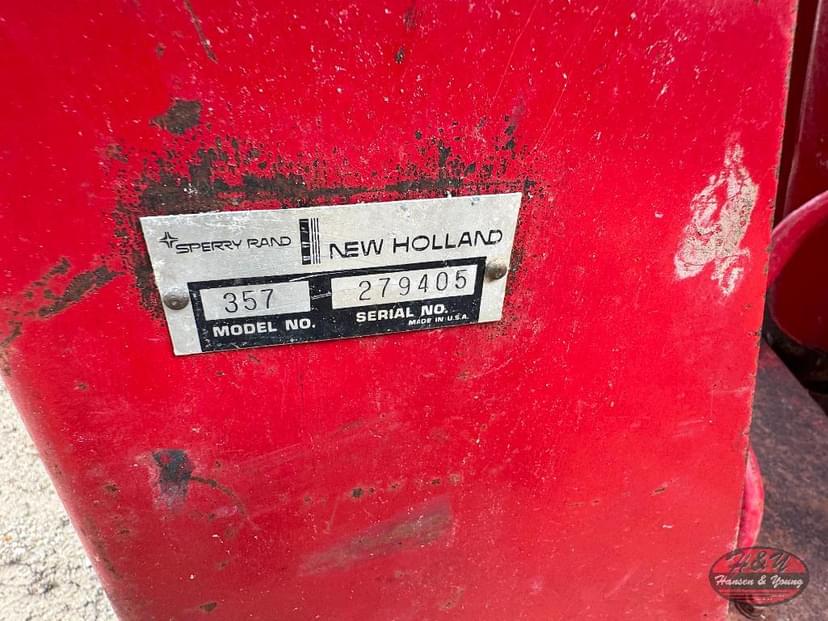 SPERRY RAND NEW HOLLAND
357 279405
MODEL NO. SERIAL NO.
MADE IN U.S.A.
H&Y
Hansen & Young